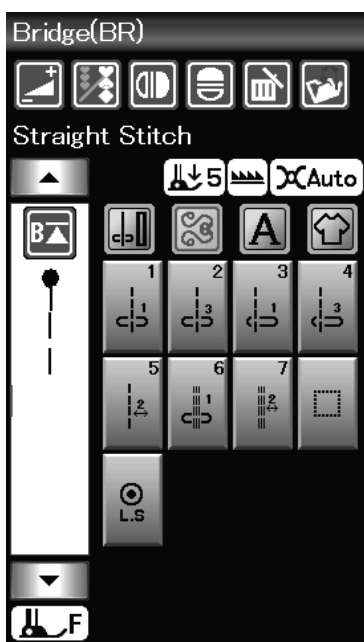 Bridge(BR)
Straight Stitch
5 Auto
B A
1 2 3 4
1 3 1 3
5 6 7
2 1 2
L.S
F